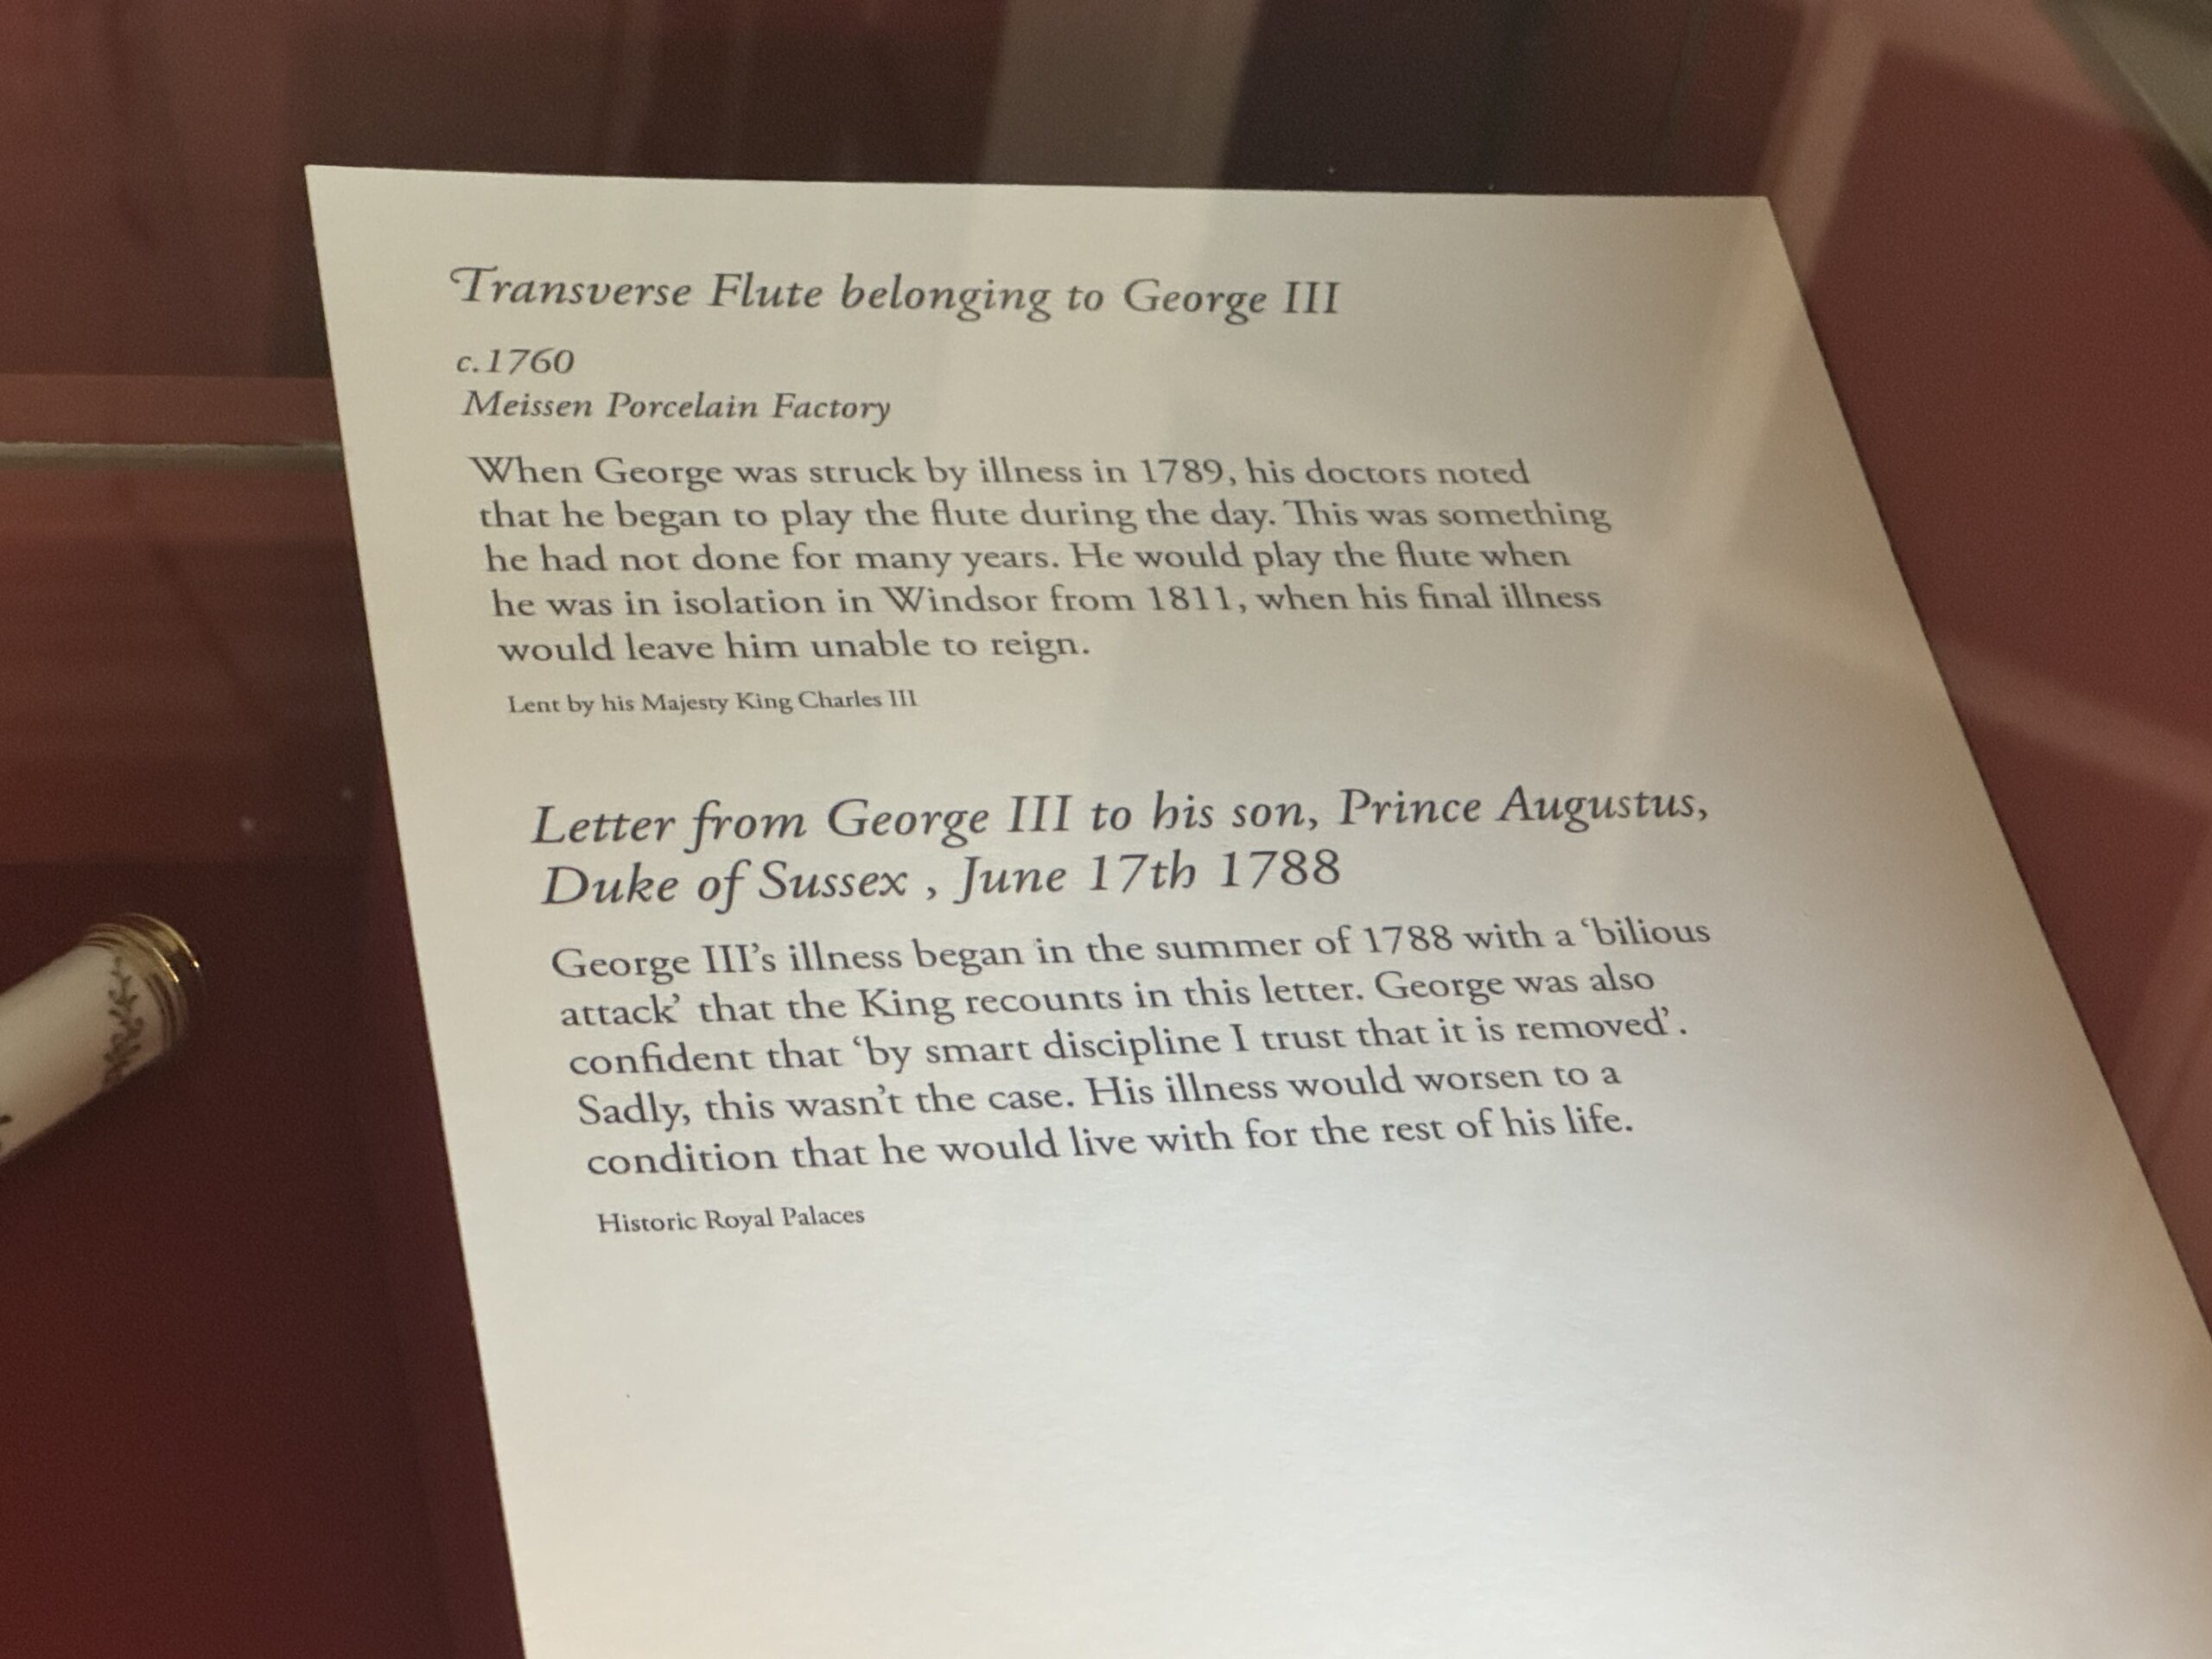 Transverse Flute belonging to George III
c.1760
Meissen Porcelain Factory
When George was struck by illness in 1789, his doctors noted
that he began to play the flute during the day. This was something
he had not done for many years. He would play the flute when
he was in isolation in Windsor from 1811, when his final illness
would leave him unable to reign.
Lent by his Majesty King Charles III
Letter from George III to his son, Prince Augustus,
Duke of Sussex , June 17th 1788
George III’s illness began in the summer of 1788 with a ‘bilious
attack’ that the King recounts in this letter. George was also
confident that ‘by smart discipline I trust that it is removed’.
Sadly, this wasn’t the case. His illness would worsen to a
condition that he would live with for the rest of his life.
Historic Royal Palaces